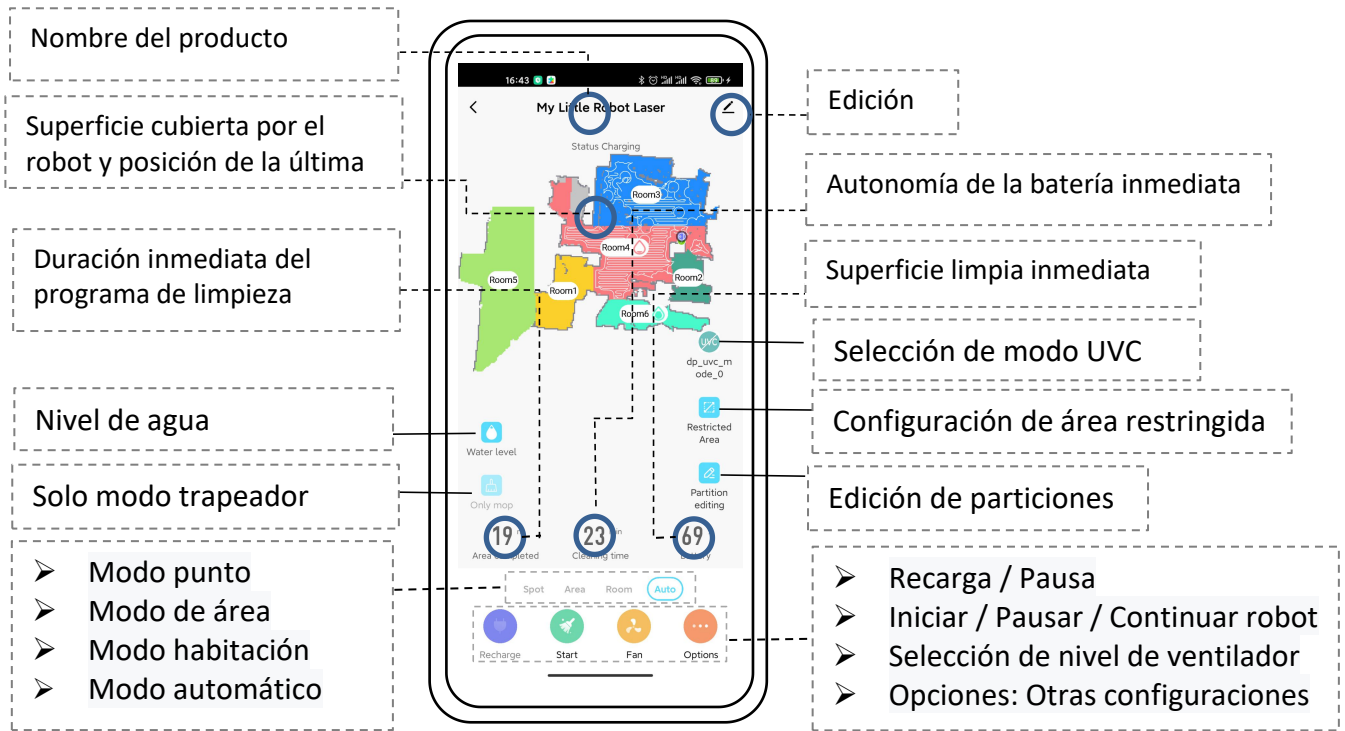 Nombre del producto
Superficie cubierta por el
robot y posición de la última
Duración inmediata del
programa de limpieza
Nivel de agua
Solo modo trapeador
➢ Modo punto
➢ Modo de área
➢ Modo habitación
➢ Modo automático
16:43
My Little Robot Laser
Status Charging
Room3
Room4
Room5
Room1
Room2
Room6
UVC
dp_uvc_m
ode_0
Restricted
Area
Water level
Partition
editing
Only mop
19
23
69
Area completed
Cleaning time
Battery
Spot Area Room Auto
Recharge Start Fan Options
Edición
Autonomía de la batería inmediata
Superficie limpia inmediata
Selección de modo UVC
Configuración de área restringida
Edición de particiones
➢ Recarga / Pausa
➢ Iniciar / Pausar / Continuar robot
➢ Selección de nivel de ventilador
➢ Opciones: Otras configuraciones